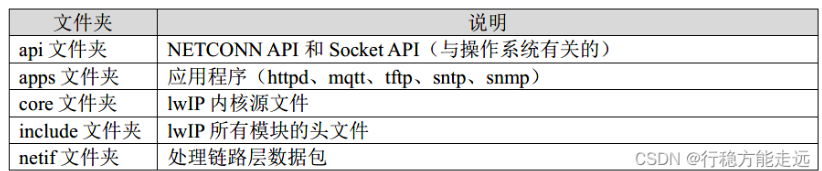 文件夹 说明
api 文件夹 NETCONN API 和 Socket API（与操作系统有关的）
apps 文件夹 应用程序（httpd、mqtt、tftp、sntp、snmp）
core 文件夹 lwIP 内核源文件
include 文件夹 lwIP 所有模块的头文件
netif 文件夹 处理链路层数据包
CSDN @行稳方能走远